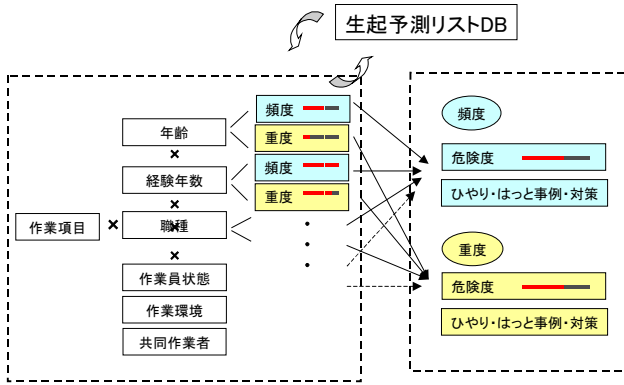 生起予測リストDB
頻度
年齢
重度
×
頻度
経験年数
重度
×
作業項目
×
職種
×
・
・
・
×
作業員状態
作業環境
共同作業者
頻度
危険度
ひやり・はっと事例・対策
重度
危険度
ひやり・はっと事例・対策